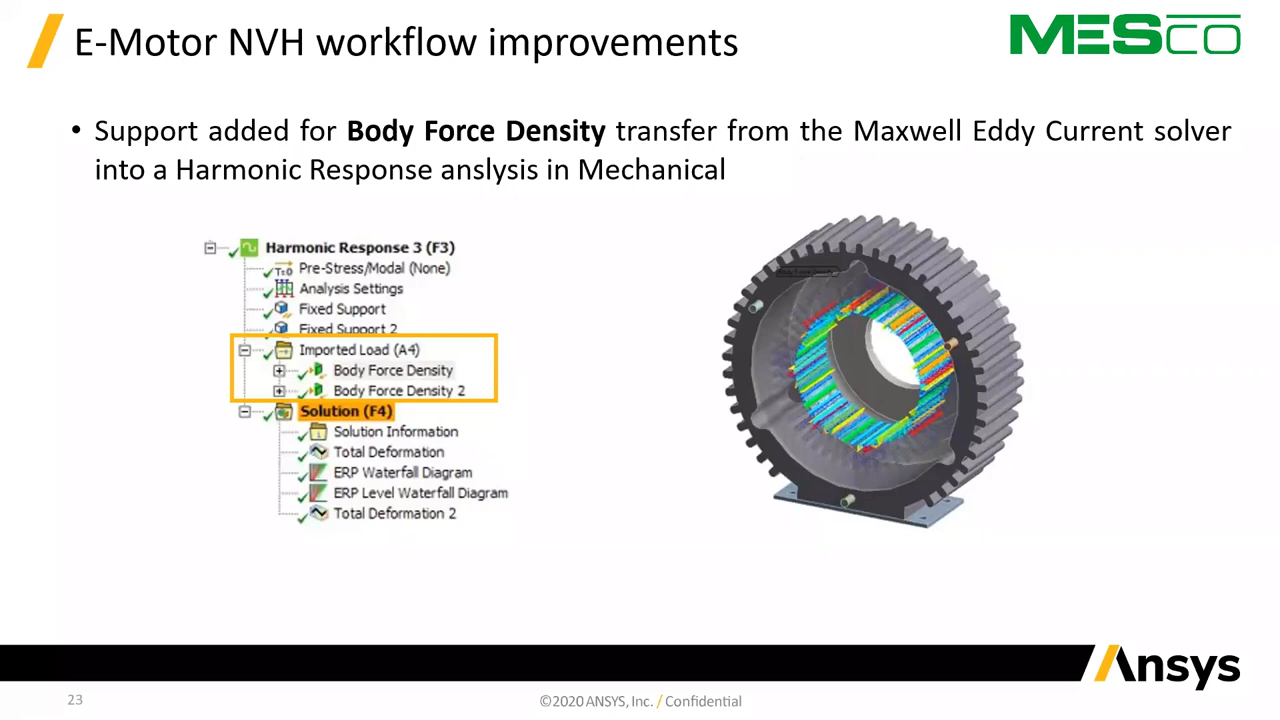 E-Motor NVH workflow improvements
MESCO
• Support added for Body Force Density transfer from the Maxwell Eddy Current solver
into a Harmonic Response anslysis in Mechanical
Harmonic Response 3 (F3)
Pre-Stress/Modal (None)
Analysis Settings
Fixed Support
Fixed Support 2
Imported Load (A4)
Body Force Density
Body Force Density 2
Solution (F4)
Solution Information
Total Deformation
ERP Waterfall Diagram
ERP Level Waterfall Diagram
Total Deformation 2
Body Force Density
Ansys
23
©2020 ANSYS, Inc. / Confidential